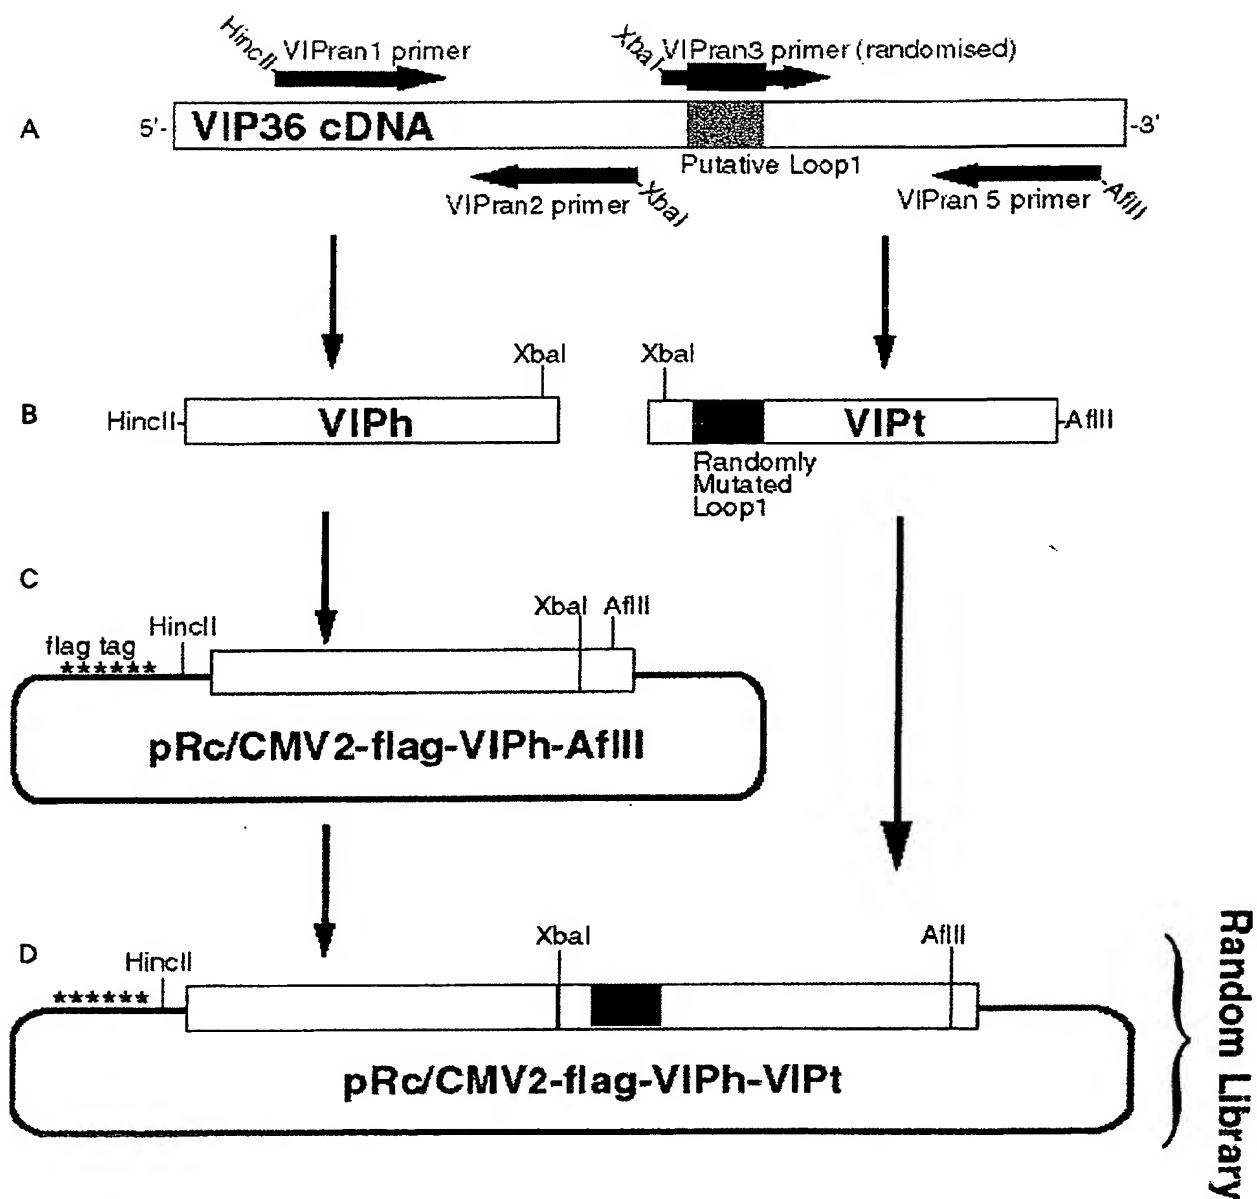 HincII-
VIPran1 primer
XbaI-
VIPran3 primer (randomised)
A
5'-
VIP36 cDNA
-3'
Putative Loop1
VIPran2 primer
-XbaI
VIPran 5 primer
-AflII
XbaI
XbaI
B
HincII-
VIPh
VIPt
-AflII
Randomly
Mutated
Loop1
C
XbaI
AflII
HincII
flag tag
******
pRc/CMV2-flag-VIPh-AflII
D
XbaI
AflII
HincII
******
pRc/CMV2-flag-VIPh-VIPt
Random Library